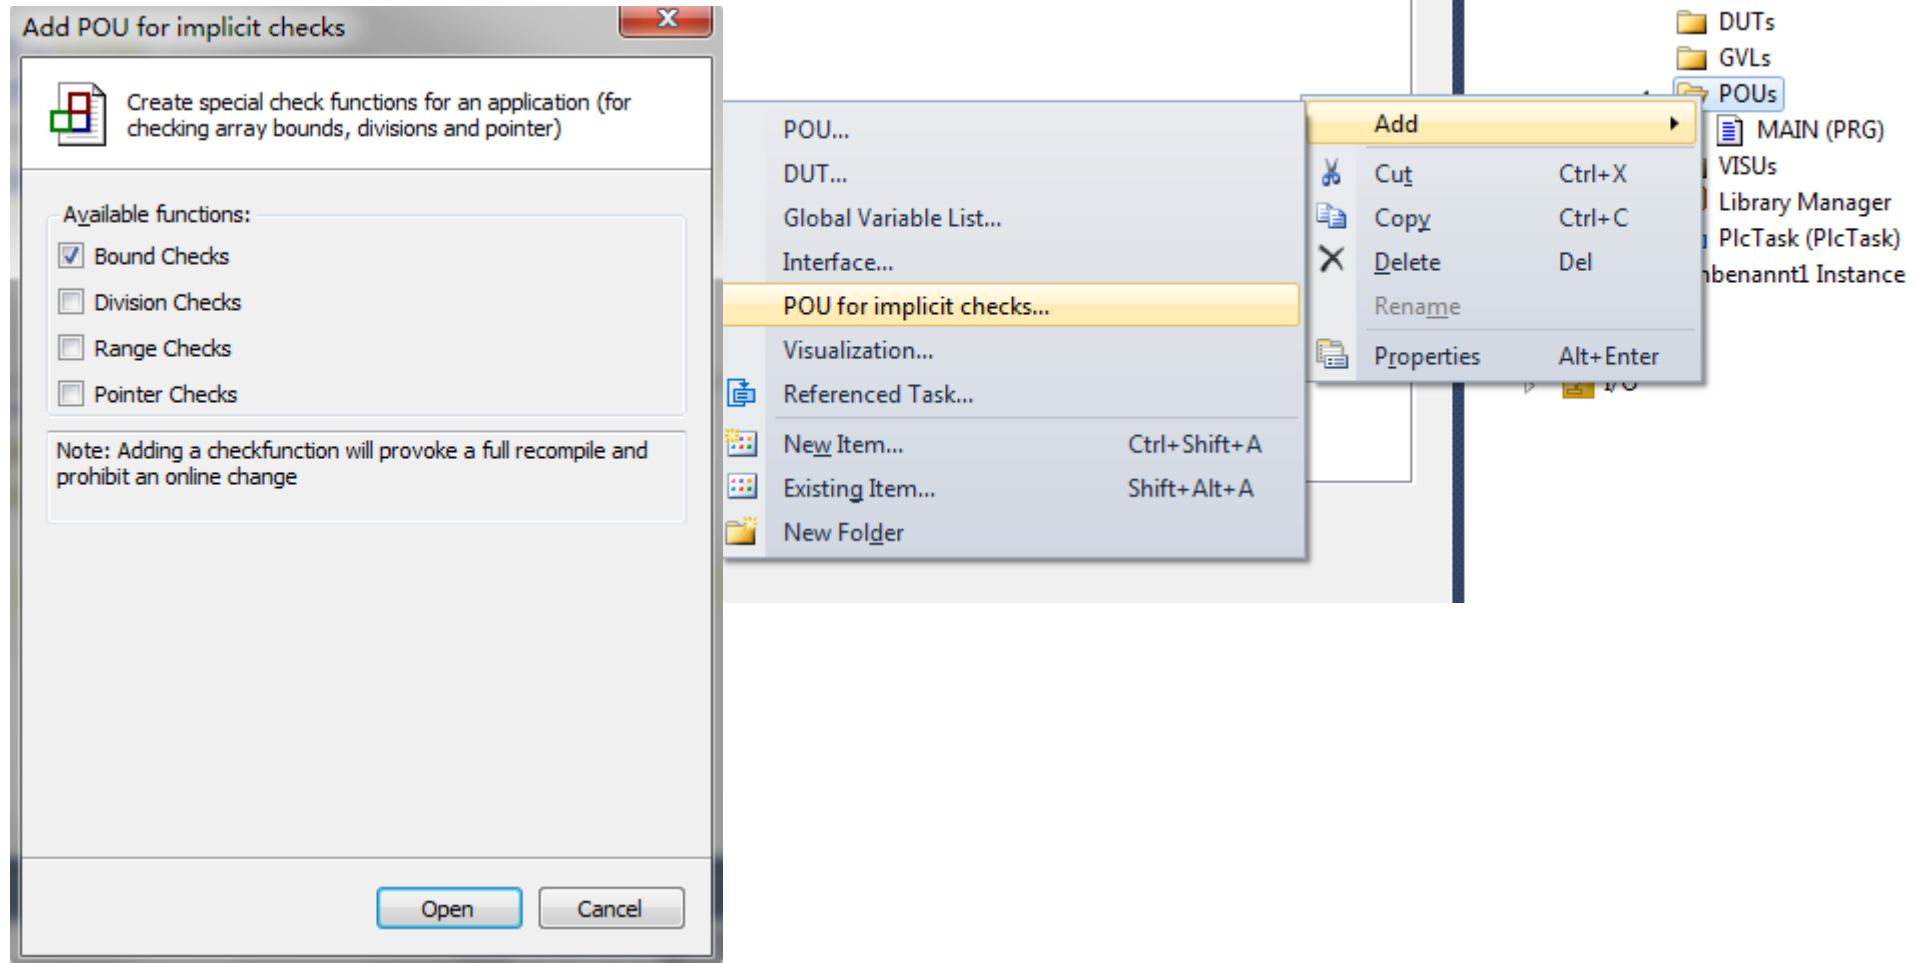 Add POU for implicit checks
Create special check functions for an application (for
checking array bounds, divisions and pointer)
Available functions:
Bound Checks
Division Checks
Range Checks
Pointer Checks
Note: Adding a checkfunction will provoke a full recompile and
prohibit an online change
Open
Cancel
POU...
DUT...
Global Variable List...
Interface...
POU for implicit checks...
Visualization...
Referenced Task...
New Item... Ctrl+Shift+A
Existing Item... Shift+Alt+A
New Folder
Add
Cut Ctrl+X
Copy Ctrl+C
Delete Del
Rename
Properties Alt+Enter
DUTs
GVLs
POUs
MAIN (PRG)
VISUs
Library Manager
PlcTask (PlcTask)
nbenannt1 Instance
I/O